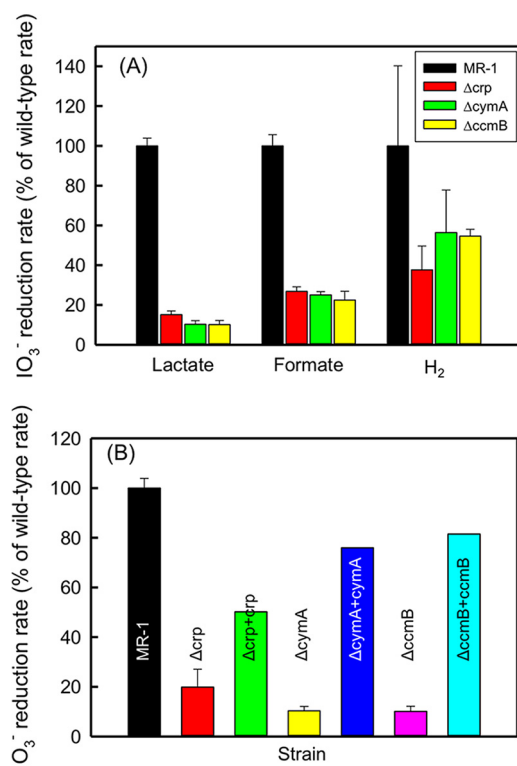 (A)
MR-1
Δcrp
ΔcymA
ΔccmB
140
120
100
80
60
40
20
0
IO₃⁻ reduction rate (% of wild-type rate)
Lactate Formate H₂
(B)
120
100
80
60
40
20
0
O₃⁻ reduction rate (% of wild-type rate)
MR-1
Δcrp
Δcrp+crp
ΔcymA
ΔcymA+cymA
ΔccmB
ΔccmB+ccmB
Strain